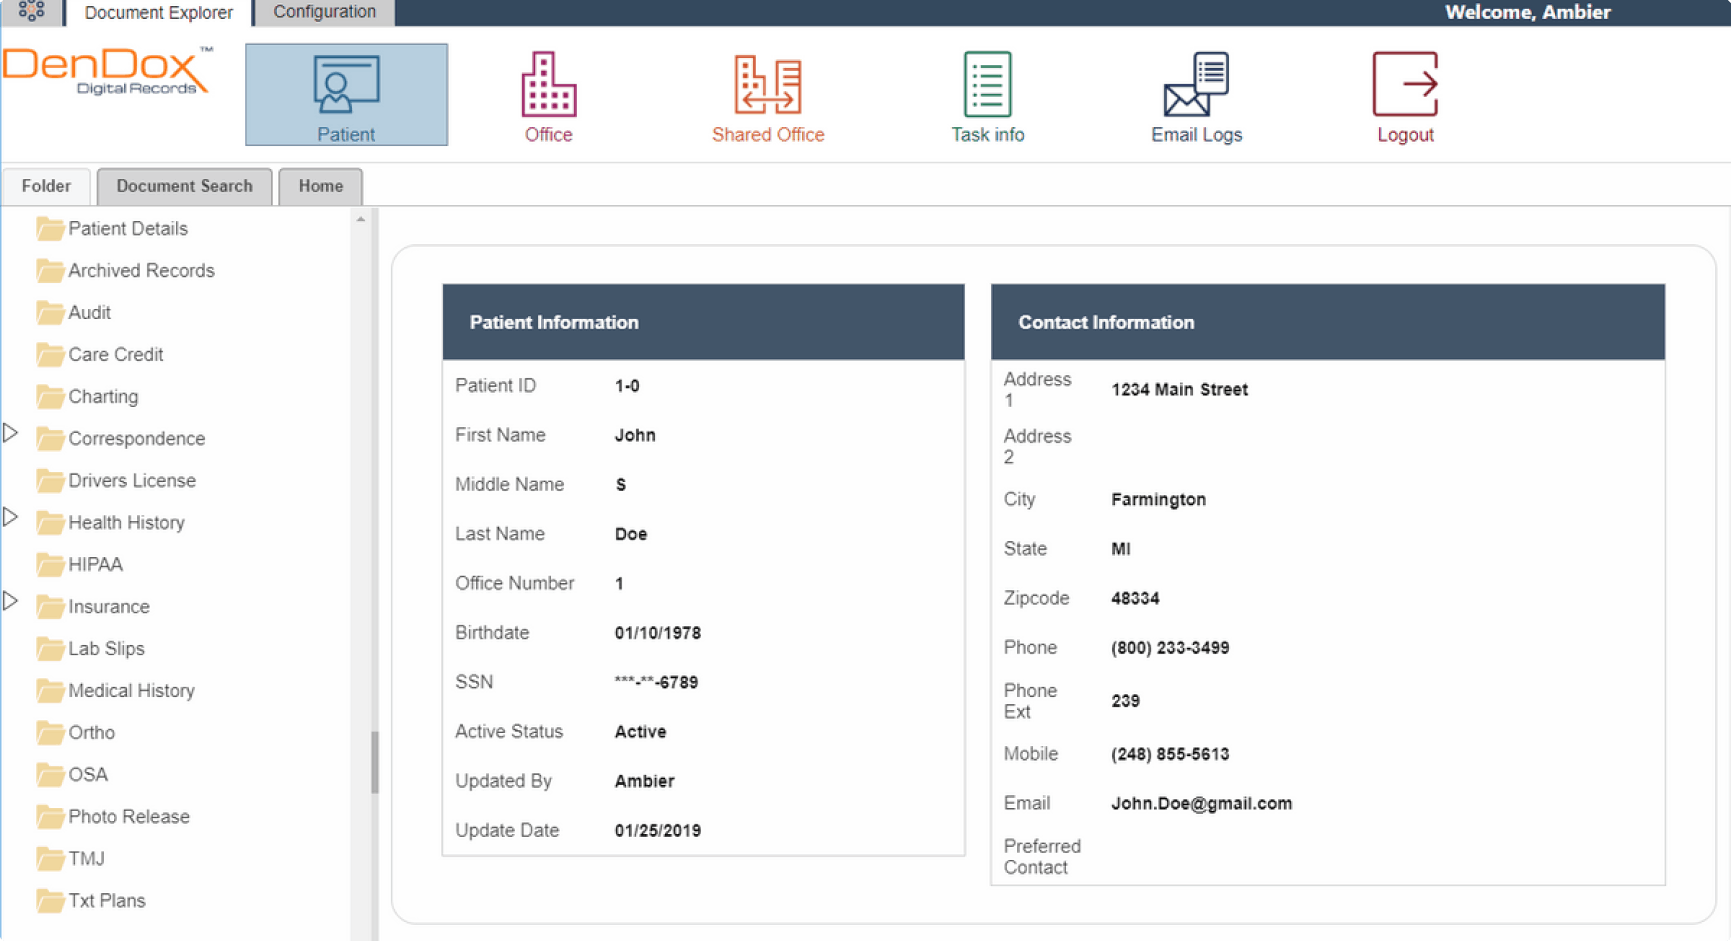 Document Explorer
Configuration
Welcome, Ambier
DenDox™
Digital Records
Patient
Office
Shared Office
Task info
Email Logs
Logout
Folder
Document Search
Home
Patient Details
Archived Records
Audit
Care Credit
Charting
Correspondence
Drivers License
Health History
HIPAA
Insurance
Lab Slips
Medical History
Ortho
OSA
Photo Release
TMJ
Txt Plans
Patient Information
Patient ID 1-0
First Name John
Middle Name S
Last Name Doe
Office Number 1
Birthdate 01/10/1978
SSN ***-**-6789
Active Status Active
Updated By Ambier
Update Date 01/25/2019
Contact Information
Address
1 1234 Main Street
Address
2
City Farmington
State MI
Zipcode 48334
Phone (800) 233-3499
Phone
Ext 239
Mobile (248) 855-5613
Email John.Doe@gmail.com
Preferred
Contact